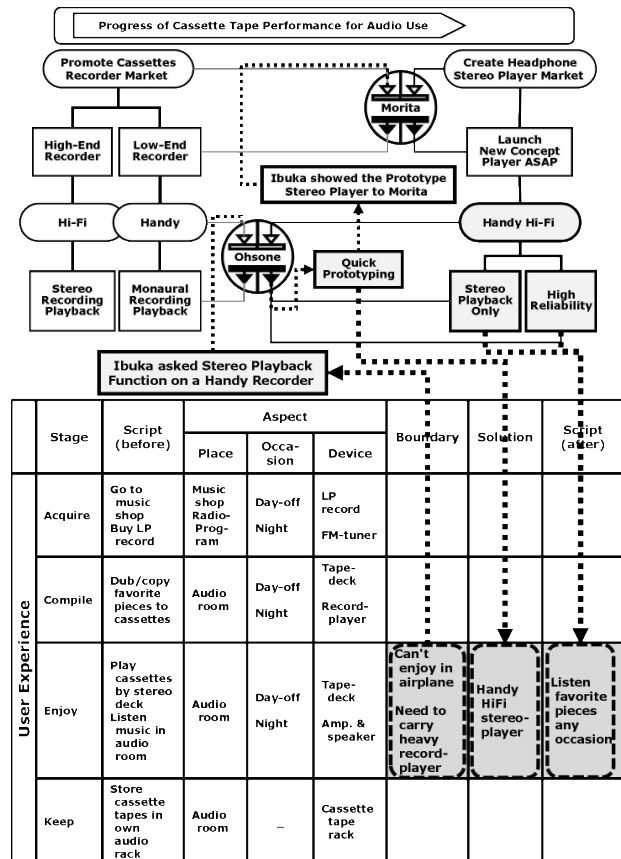 Progress of Cassette Tape Performance for Audio Use
Promote Cassettes
Recorder Market
Create Headphone
Stereo Player Market
Morita
High-End
Recorder
Low-End
Recorder
Launch
New Concept
Player ASAP
Ibuka showed the Prototype
Stereo Player to Morita
Hi-Fi
Handy
Handy Hi-Fi
Ohsone
Quick
Prototyping
Stereo
Recording
Playback
Monaural
Recording
Playback
Stereo
Playback
Only
High
Reliability
Ibuka asked Stereo Playback
Function on a Handy Recorder
Stage
Script
(before)
Aspect
Place
Occa-
sion
Device
Boundary
Solution
Script
(after)
User Experience
Acquire
Go to
music
shop
Buy LP
record
Music
shop
Radio-
Prog-
ram
Day-off
Night
LP
record
FM-tuner
Compile
Dub/copy
favorite
pieces to
cassettes
Audio
room
Day-off
Night
Tape-
deck
Record-
player
Enjoy
Play
cassettes
by stereo
deck
Listen
music in
audio
room
Audio
room
Day-off
Night
Tape-
deck
Amp. &
speaker
Can't
enjoy in
airplane
Need to
carry
heavy
record-
player
Handy
HiFi
stereo-
player
Listen
favorite
pieces
any
occasion
Keep
Store
cassette
tapes in
own
audio
rack
Audio
room
–
Cassette
tape
rack